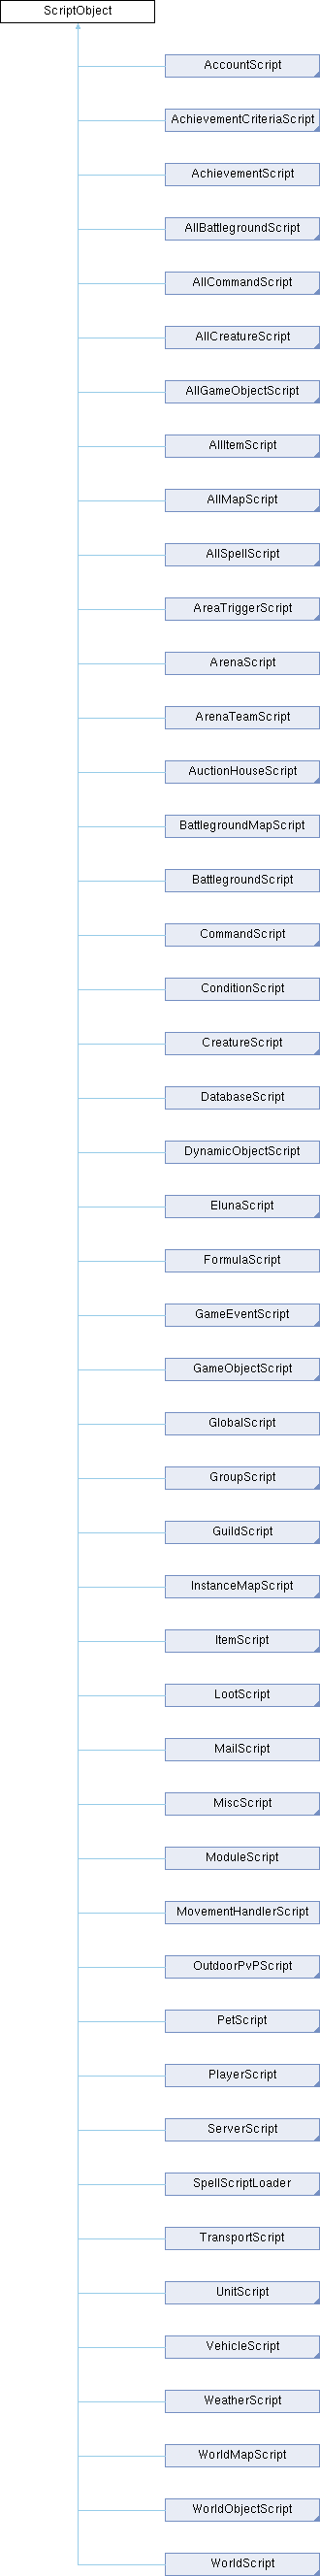 ScriptObject
AccountScript
AchievementCriteriaScript
AchievementScript
AllBattlegroundScript
AllCommandScript
AllCreatureScript
AllGameObjectScript
AllItemScript
AllMapScript
AllSpellScript
AreaTriggerScript
ArenaScript
ArenaTeamScript
AuctionHouseScript
BattlegroundMapScript
BattlegroundScript
CommandScript
ConditionScript
CreatureScript
DatabaseScript
DynamicObjectScript
ElunaScript
FormulaScript
GameEventScript
GameObjectScript
GlobalScript
GroupScript
GuildScript
InstanceMapScript
ItemScript
LootScript
MailScript
MiscScript
ModuleScript
MovementHandlerScript
OutdoorPvPScript
PetScript
PlayerScript
ServerScript
SpellScriptLoader
TransportScript
UnitScript
VehicleScript
WeatherScript
WorldMapScript
WorldObjectScript
WorldScript